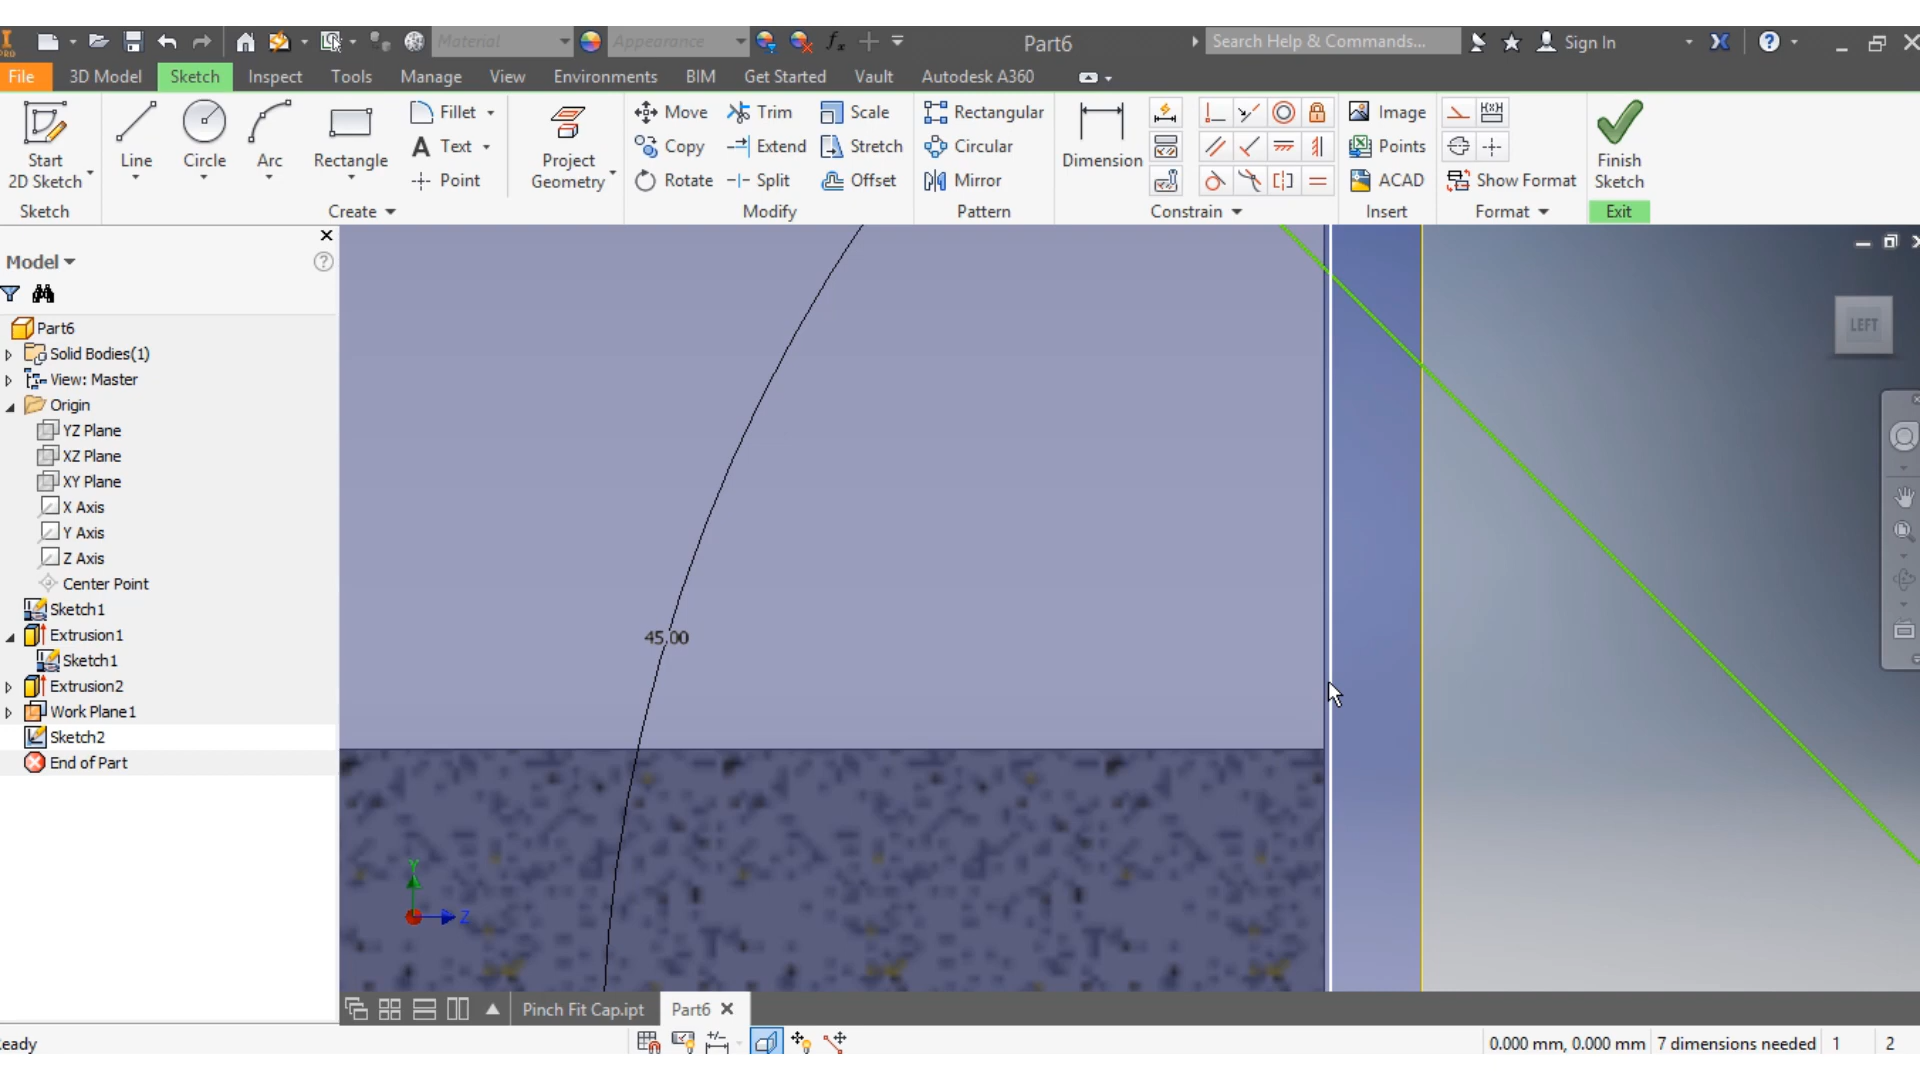 PRO
Material
Appearance
fx
Part6
Search Help & Commands...
Sign In
File
3D Model
Sketch
Inspect
Tools
Manage
View
Environments
BIM
Get Started
Vault
Autodesk A360
Start
2D Sketch
Line
Circle
Arc
Rectangle
Fillet
Text
Point
Project
Geometry
Move
Copy
Rotate
Trim
Extend
Split
Scale
Stretch
Offset
Rectangular
Circular
Mirror
Dimension
Image
Points
ACAD
Show Format
Finish
Sketch
Sketch
Create
Modify
Pattern
Constrain
Insert
Format
Exit
Model
Part6
Solid Bodies(1)
View: Master
Origin
YZ Plane
XZ Plane
XY Plane
X Axis
Y Axis
Z Axis
Center Point
Sketch1
Extrusion1
Sketch1
Extrusion2
Work Plane1
Sketch2
End of Part
LEFT
45.00
Y
Z
Pinch Fit Cap.ipt
Part6
eady
0.000 mm, 0.000 mm
7 dimensions needed
1
2